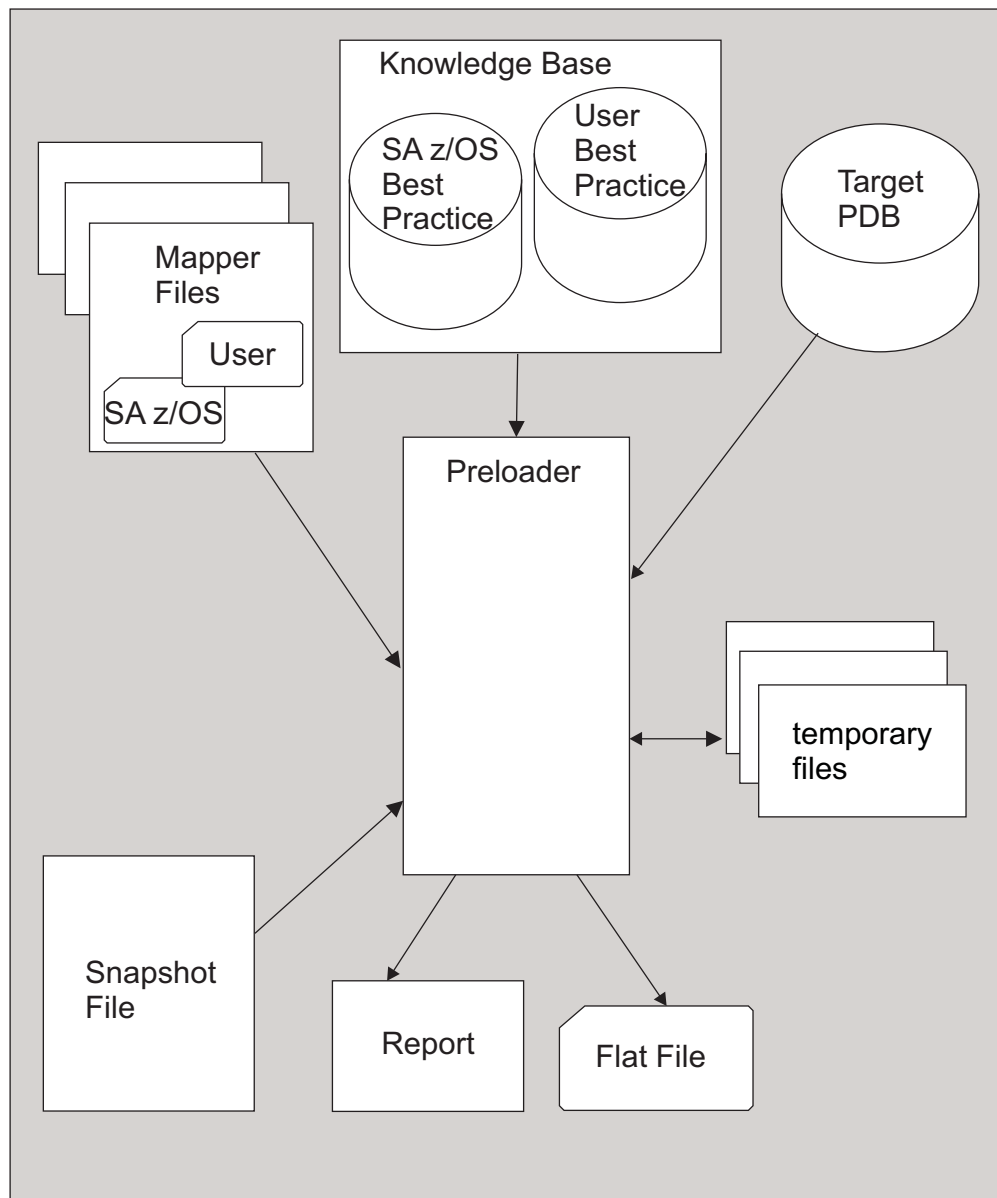 Knowledge Base
SA z/OS
Best
Practice
User
Best
Practice
Target
PDB
Mapper
Files
User
SA z/OS
Preloader
temporary
files
Snapshot
File
Report
Flat File